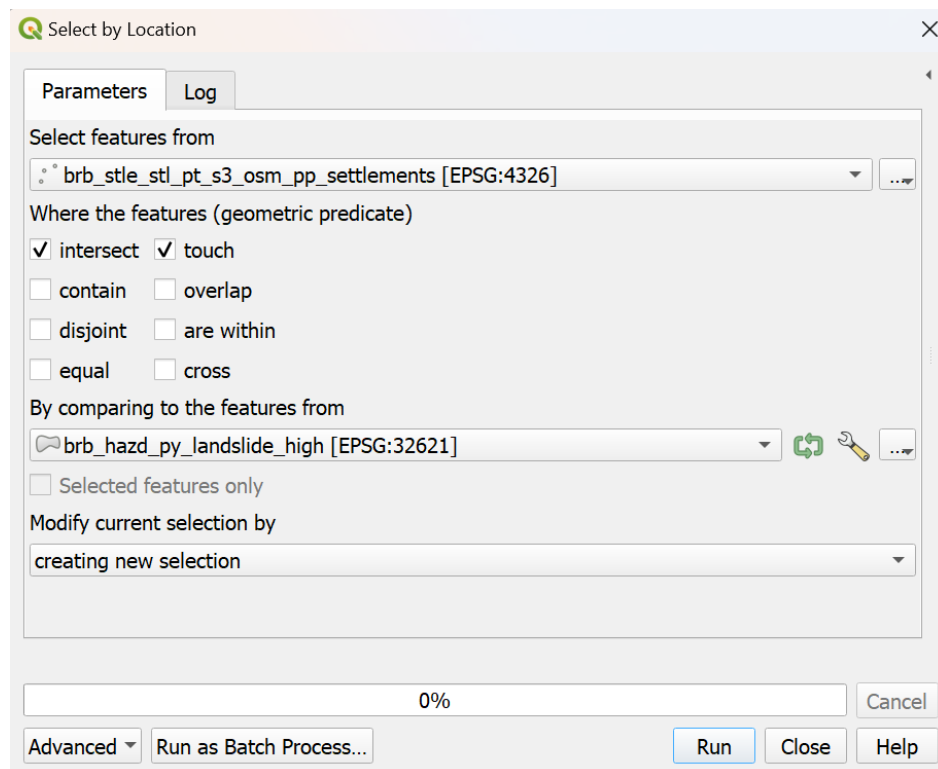 Select by Location
Parameters Log
Select features from
brb_stle_stl_pt_s3_osm_pp_settlements [EPSG:4326]
...
Where the features (geometric predicate)
intersect touch
contain overlap
disjoint are within
equal cross
By comparing to the features from
brb_hazd_py_landslide_high [EPSG:32621]
...
Selected features only
Modify current selection by
creating new selection
0%
Cancel
Advanced Run as Batch Process... Run Close Help